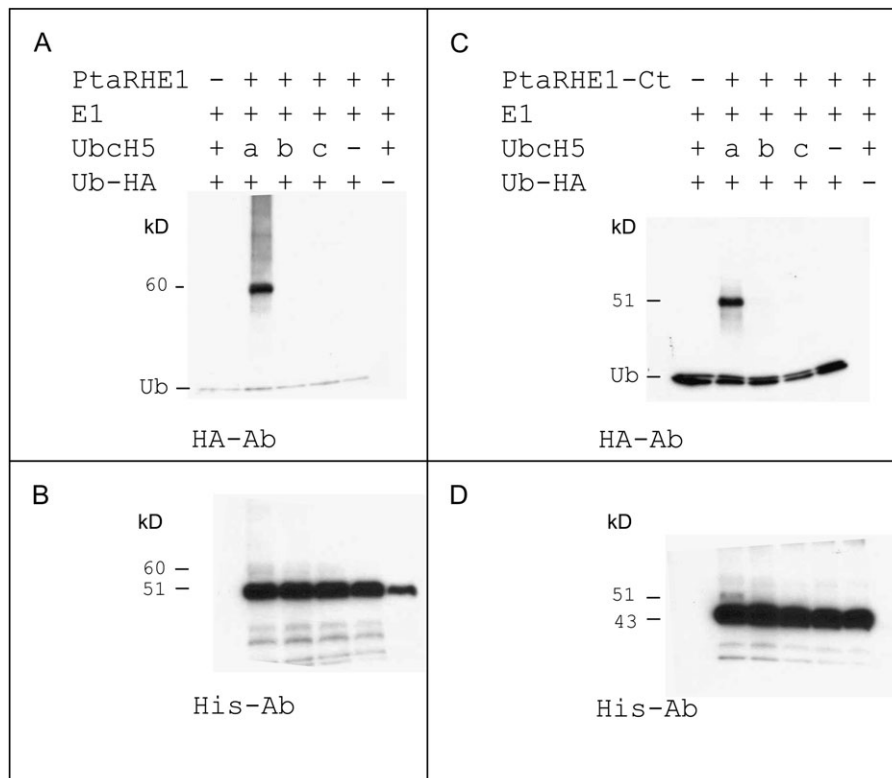 A
PtaRHE1 – + + + + +
E1 + + + + + +
UbcH5 + a b c – +
Ub-HA + + + + + –
kD
60 –
Ub –
HA-Ab
C
PtaRHE1-Ct – + + + + +
E1 + + + + + +
UbcH5 + a b c – +
Ub-HA + + + + + –
kD
51 –
Ub –
HA-Ab
B
kD
60 –
51 –
His-Ab
D
kD
51 –
43 –
His-Ab